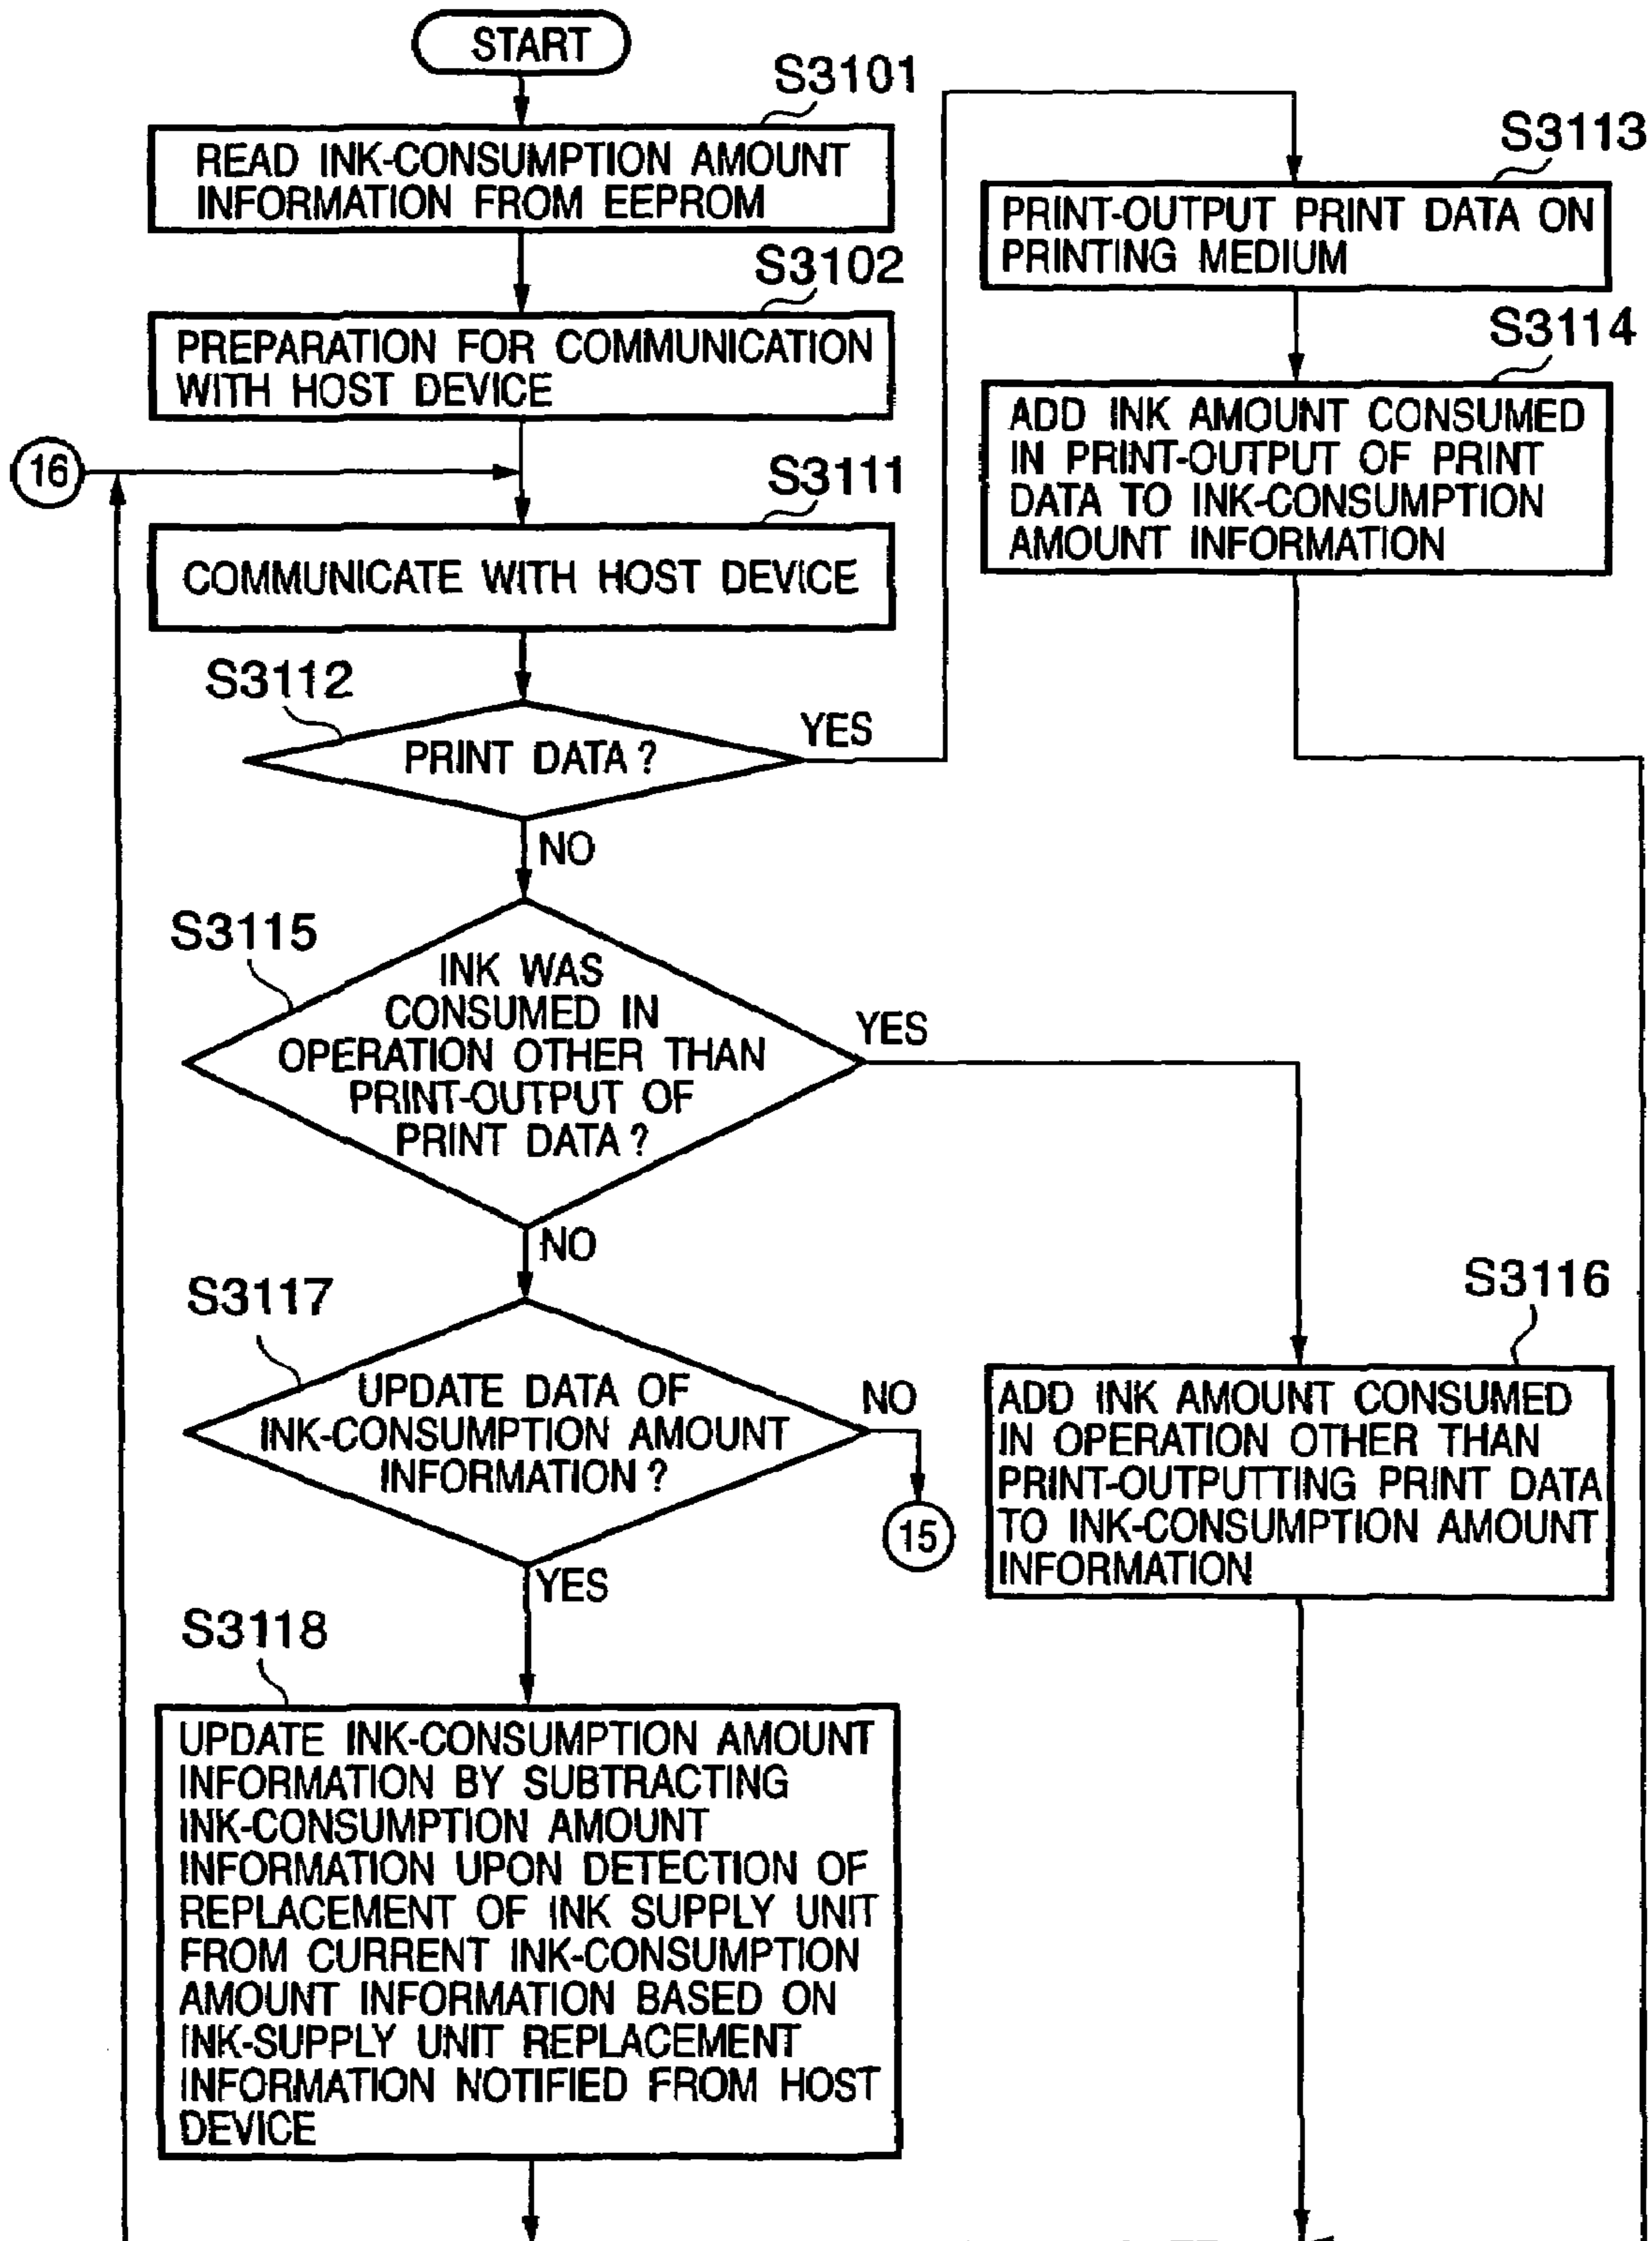 START
S3101
READ INK-CONSUMPTION AMOUNT
INFORMATION FROM EEPROM
S3102
PREPARATION FOR COMMUNICATION
WITH HOST DEVICE
16
S3111
COMMUNICATE WITH HOST DEVICE
S3112
PRINT DATA?
YES
NO
S3113
PRINT-OUTPUT PRINT DATA ON
PRINTING MEDIUM
S3114
ADD INK AMOUNT CONSUMED
IN PRINT-OUTPUT OF PRINT
DATA TO INK-CONSUMPTION
AMOUNT INFORMATION
S3115
INK WAS
CONSUMED IN
OPERATION OTHER THAN
PRINT-OUTPUT OF
PRINT DATA?
YES
NO
S3116
ADD INK AMOUNT CONSUMED
IN OPERATION OTHER THAN
PRINT-OUTPUTTING PRINT DATA
TO INK-CONSUMPTION AMOUNT
INFORMATION
S3117
UPDATE DATA OF
INK-CONSUMPTION AMOUNT
INFORMATION?
NO
15
YES
S3118
UPDATE INK-CONSUMPTION AMOUNT
INFORMATION BY SUBTRACTING
INK-CONSUMPTION AMOUNT
INFORMATION UPON DETECTION OF
REPLACEMENT OF INK SUPPLY UNIT
FROM CURRENT INK-CONSUMPTION
AMOUNT INFORMATION BASED ON
INK-SUPPLY UNIT REPLACEMENT
INFORMATION NOTIFIED FROM HOST
DEVICE